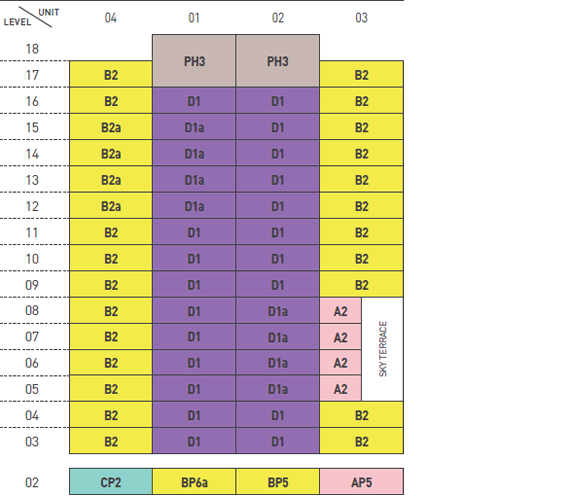 UNIT
LEVEL 04 01 02 03
18 PH3 PH3
17 B2 B2
16 B2 D1 D1 B2
15 B2a D1a D1 B2
14 B2a D1a D1 B2
13 B2a D1a D1 B2
12 B2a D1a D1 B2
11 B2 D1 D1 B2
10 B2 D1 D1 B2
09 B2 D1 D1 B2
08 B2 D1 D1a A2
07 B2 D1 D1a A2
06 B2 D1 D1a A2
05 B2 D1 D1a A2
SKY TERRACE
04 B2 D1 D1 B2
03 B2 D1 D1 B2
02 CP2 BP6a BP5 AP5